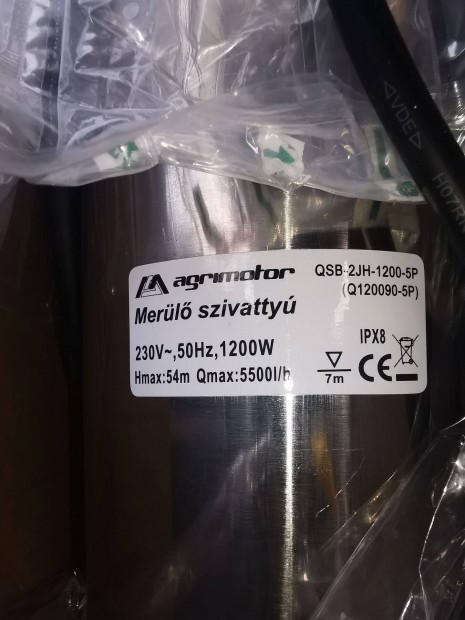 ◁VDE▷ H07R
agrimotor
QSB-2JH-1200-5P
(Q120090-5P)
Merülő szivattyú
230V~,50Hz,1200W
IPX8
Hmax:54m Qmax:5500l/h
7m
CE